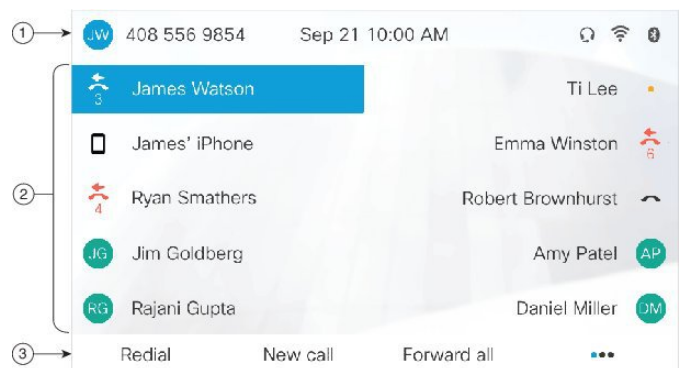 1 JW 408 556 9854 Sep 21 10:00 AM
2
3 James Watson Ti Lee
James' iPhone Emma Winston 6
4 Ryan Smathers Robert Brownhurst
JG Jim Goldberg Amy Patel AP
RG Rajani Gupta Daniel Miller DM
3 Redial New call Forward all